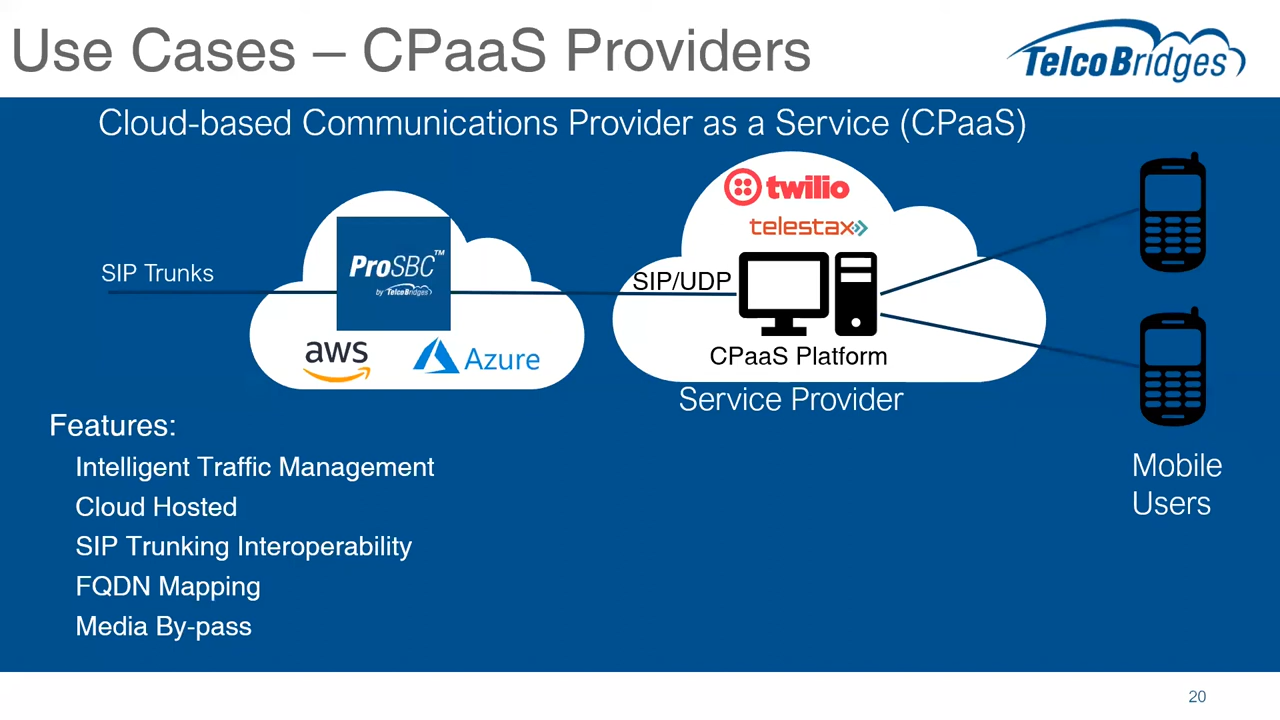 Use Cases – CPaaS Providers
TelcoBridges
Cloud-based Communications Provider as a Service (CPaaS)
twilio
telestax
SIP Trunks
ProSBC™
by TelcoBridges
SIP/UDP
aws
Azure
CPaaS Platform
Service Provider
Features:
Intelligent Traffic Management
Cloud Hosted
SIP Trunking Interoperability
FQDN Mapping
Media By-pass
Mobile
Users
20